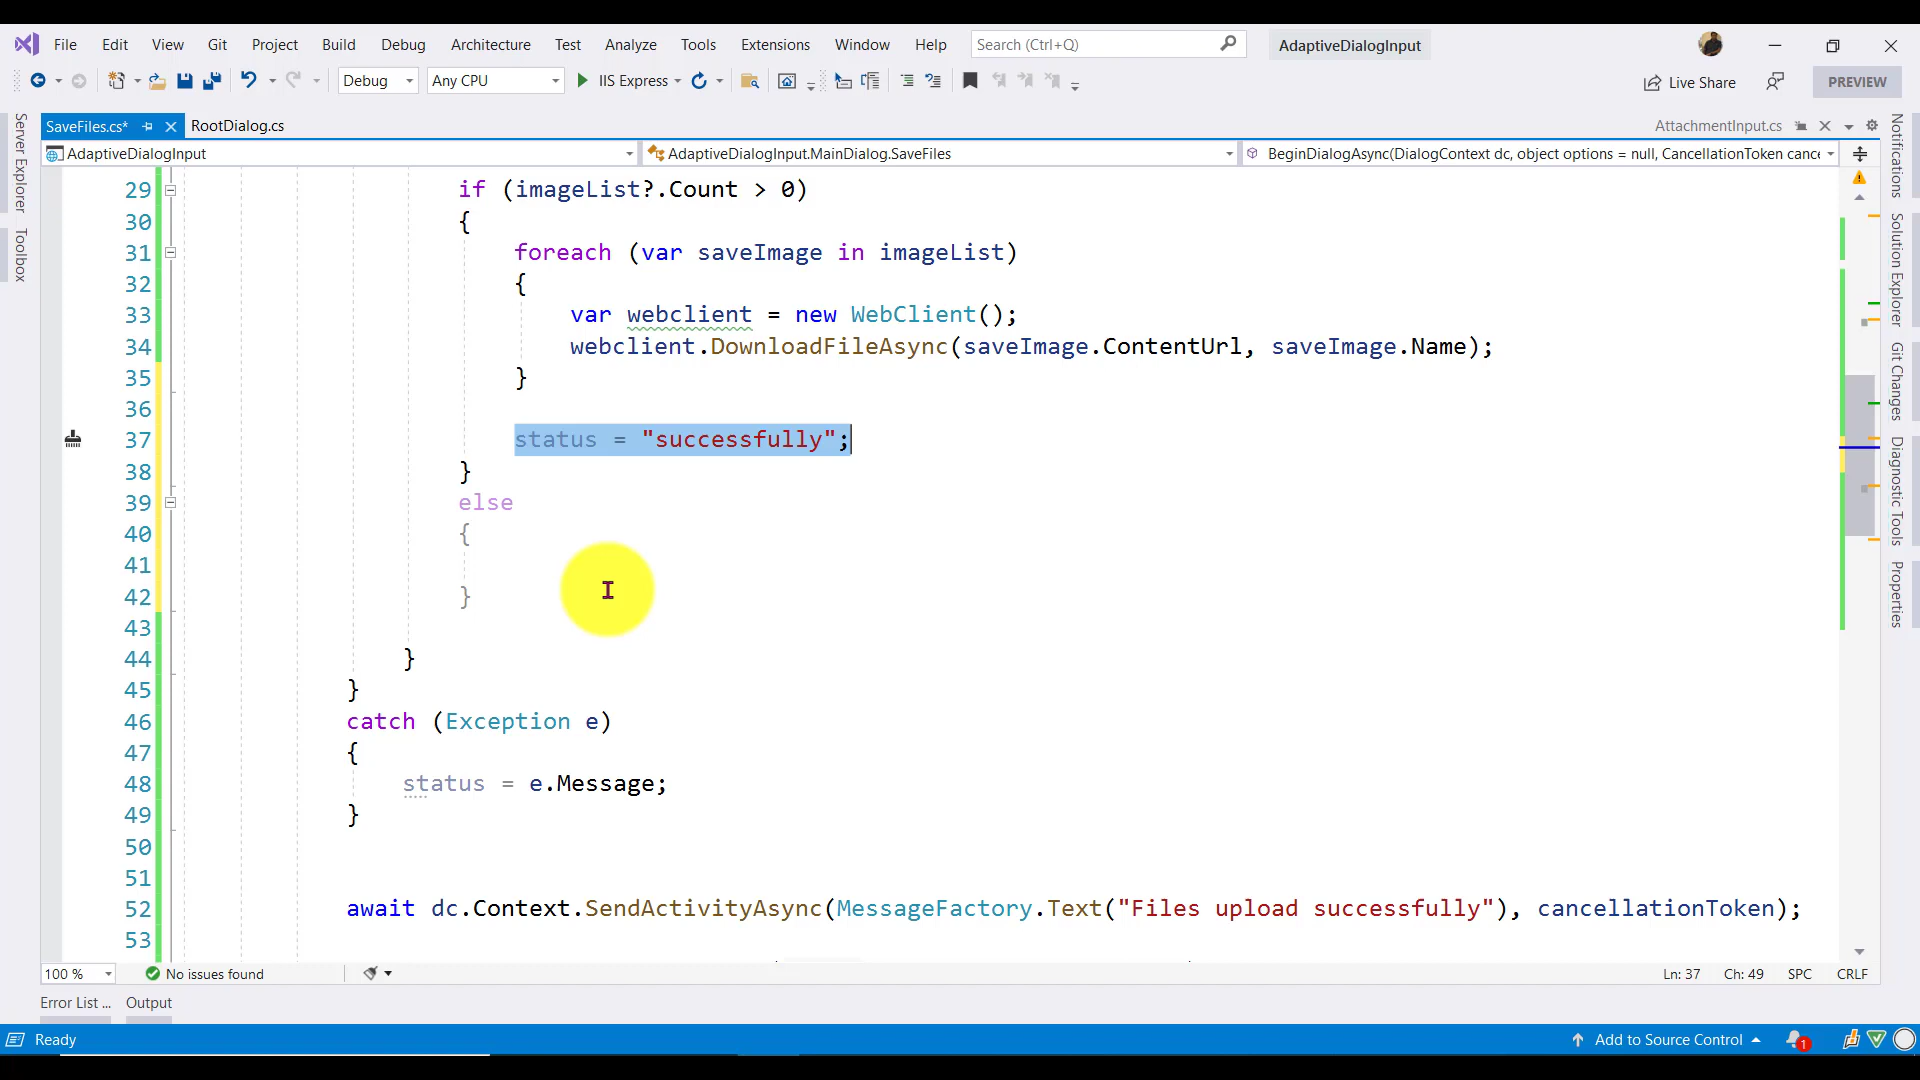 File Edit View Git Project Build Debug Architecture Test Analyze Tools Extensions Window Help Search (Ctrl+Q) AdaptiveDialogInput
Debug Any CPU IIS Express Live Share PREVIEW
SaveFiles.cs* RootDialog.cs AttachmentInput.cs
AdaptiveDialogInput AdaptiveDialogInput.MainDialog.SaveFiles BeginDialogAsync(DialogContext dc, object options = null, CancellationToken cance
Server Explorer
Toolbox
29 if (imageList?.Count > 0)
30 {
31 foreach (var saveImage in imageList)
32 {
33 var webclient = new WebClient();
34 webclient.DownloadFileAsync(saveImage.ContentUrl, saveImage.Name);
35 }
36
37 status = "successfully";
38 }
39 else
40 {
41
42 }
43
44 }
45 }
46 catch (Exception e)
47 {
48 status = e.Message;
49 }
50
51
52 await dc.Context.SendActivityAsync(MessageFactory.Text("Files upload successfully"), cancellationToken);
53
Notifications
Solution Explorer
Git Changes
Diagnostic Tools
Properties
100 % No issues found Ln: 37 Ch: 49 SPC CRLF
Error List ... Output
Ready Add to Source Control 1